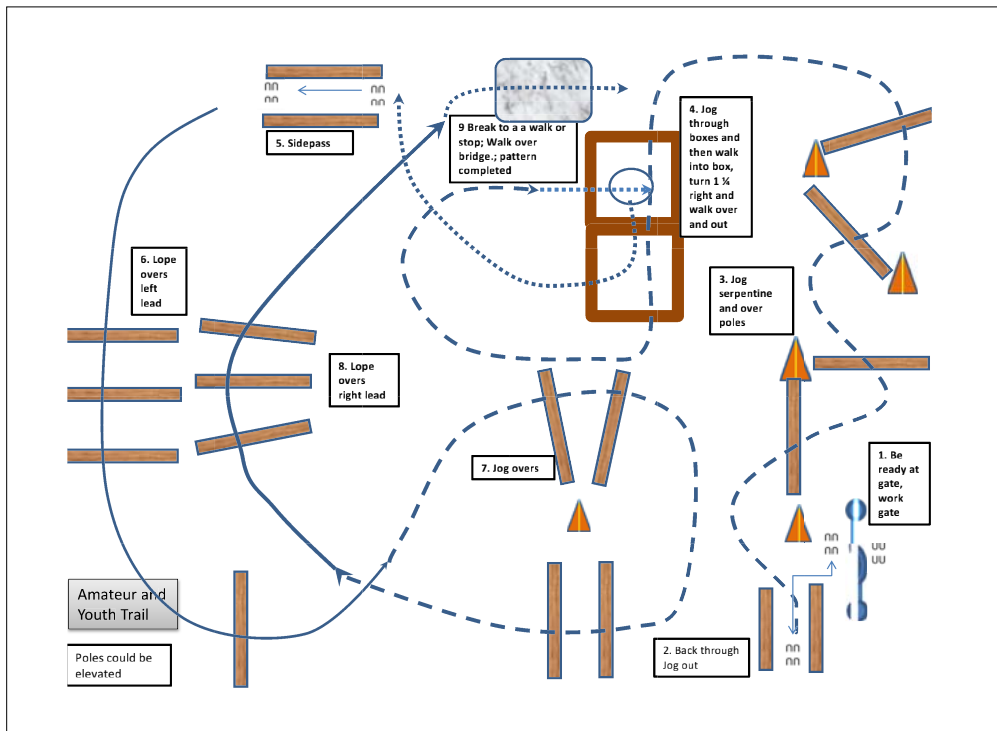 1. Be
ready at
gate,
work
gate
2. Back through
Jog out
3. Jog
serpentine
and over
poles
4. Jog
through
boxes and
then walk
into box,
turn 1 ¼
right and
walk over
and out
5. Sidepass
6. Lope
overs
left
lead
7. Jog overs
8. Lope
overs
right lead
9 Break to a a walk or
stop; Walk over
bridge.; pattern
completed
Amateur and
Youth Trail
Poles could be
elevated